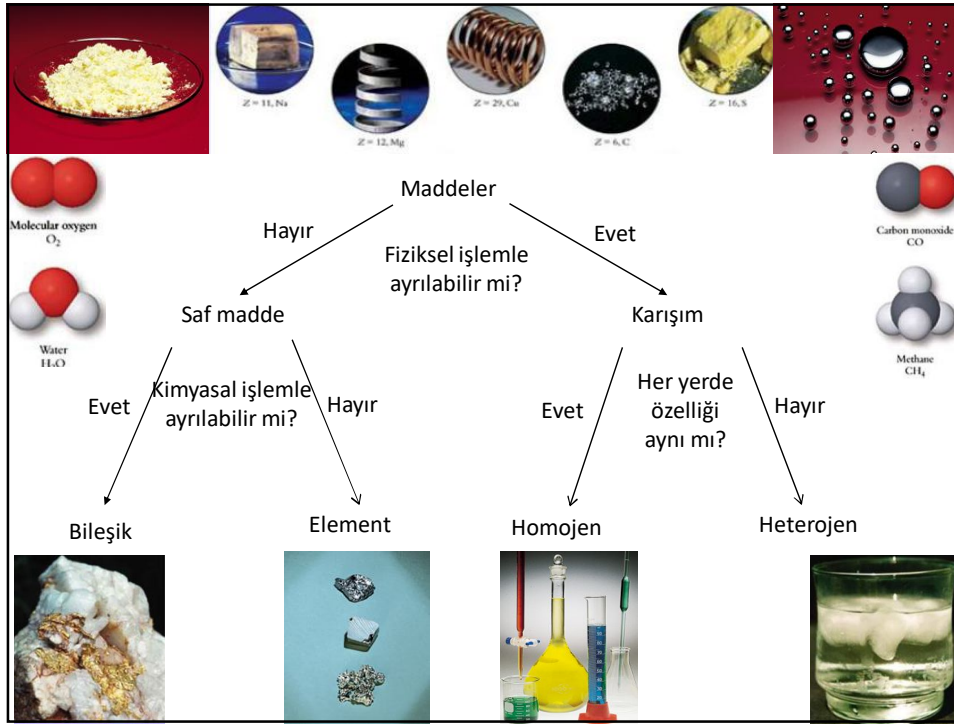 Z = 11, Na
Z = 12, Mg
Z = 29, Cu
Z = 6, C
Z = 16, S
Molecular oxygen
O2
Carbon monoxide
CO
Water
H2O
Methane
CH4
Maddeler
Hayır
Evet
Fiziksel işlemle
ayrılabilir mi?
Saf madde
Karışım
Evet
Kimyasal işlemle
ayrılabilir mi?
Hayır
Evet
Her yerde
özelliği
aynı mı?
Hayır
Bileşik
Element
Homojen
Heterojen